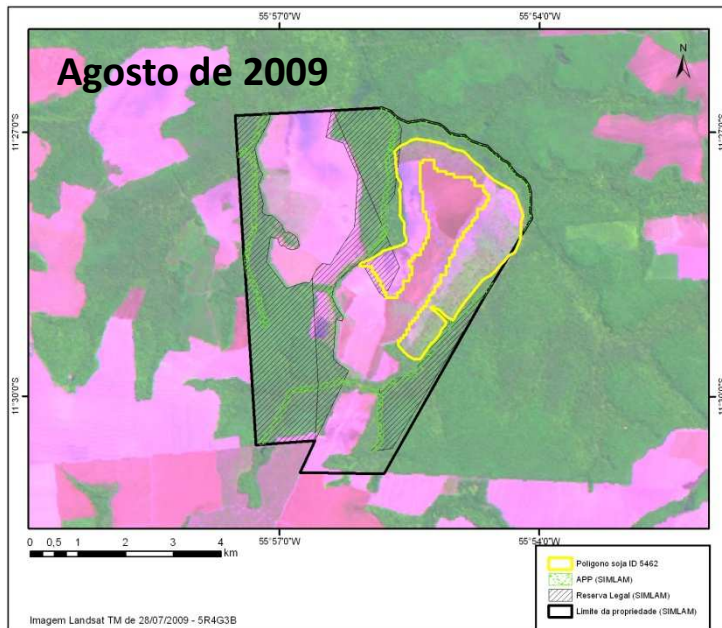 55°57'0"W 55°54'0"W
Agosto de 2009
N
11°27'0"S 11°27'0"S
11°30'0"S 11°30'0"S
55°57'0"W 55°54'0"W
0 0,5 1 2 3 4
km
Polígono soja ID 5462
APP (SIMLAM)
Reserva Legal (SIMLAM)
Limite da propriedade (SIMLAM)
Imagem Landsat TM de 28/07/2009 - 5R4G3B